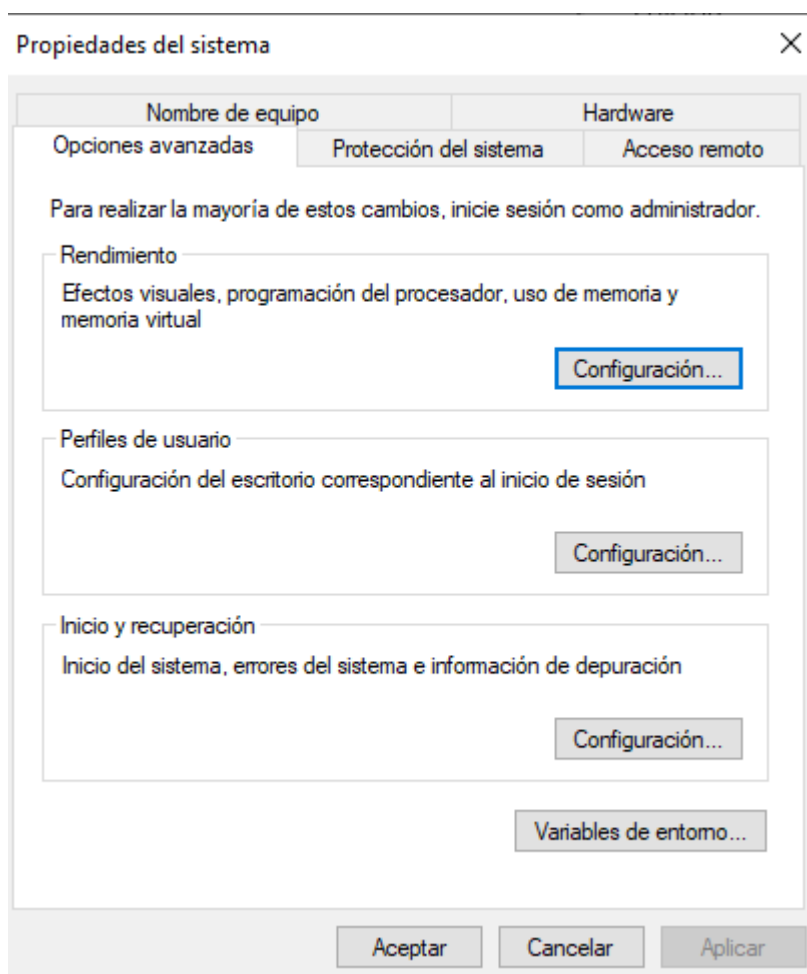 Propiedades del sistema
Nombre de equipo
Hardware
Opciones avanzadas
Protección del sistema
Acceso remoto
Para realizar la mayoría de estos cambios, inicie sesión como administrador.
Rendimiento
Efectos visuales, programación del procesador, uso de memoria y
memoria virtual
Configuración...
Perfiles de usuario
Configuración del escritorio correspondiente al inicio de sesión
Configuración...
Inicio y recuperación
Inicio del sistema, errores del sistema e información de depuración
Configuración...
Variables de entorno...
Aceptar
Cancelar
Aplicar